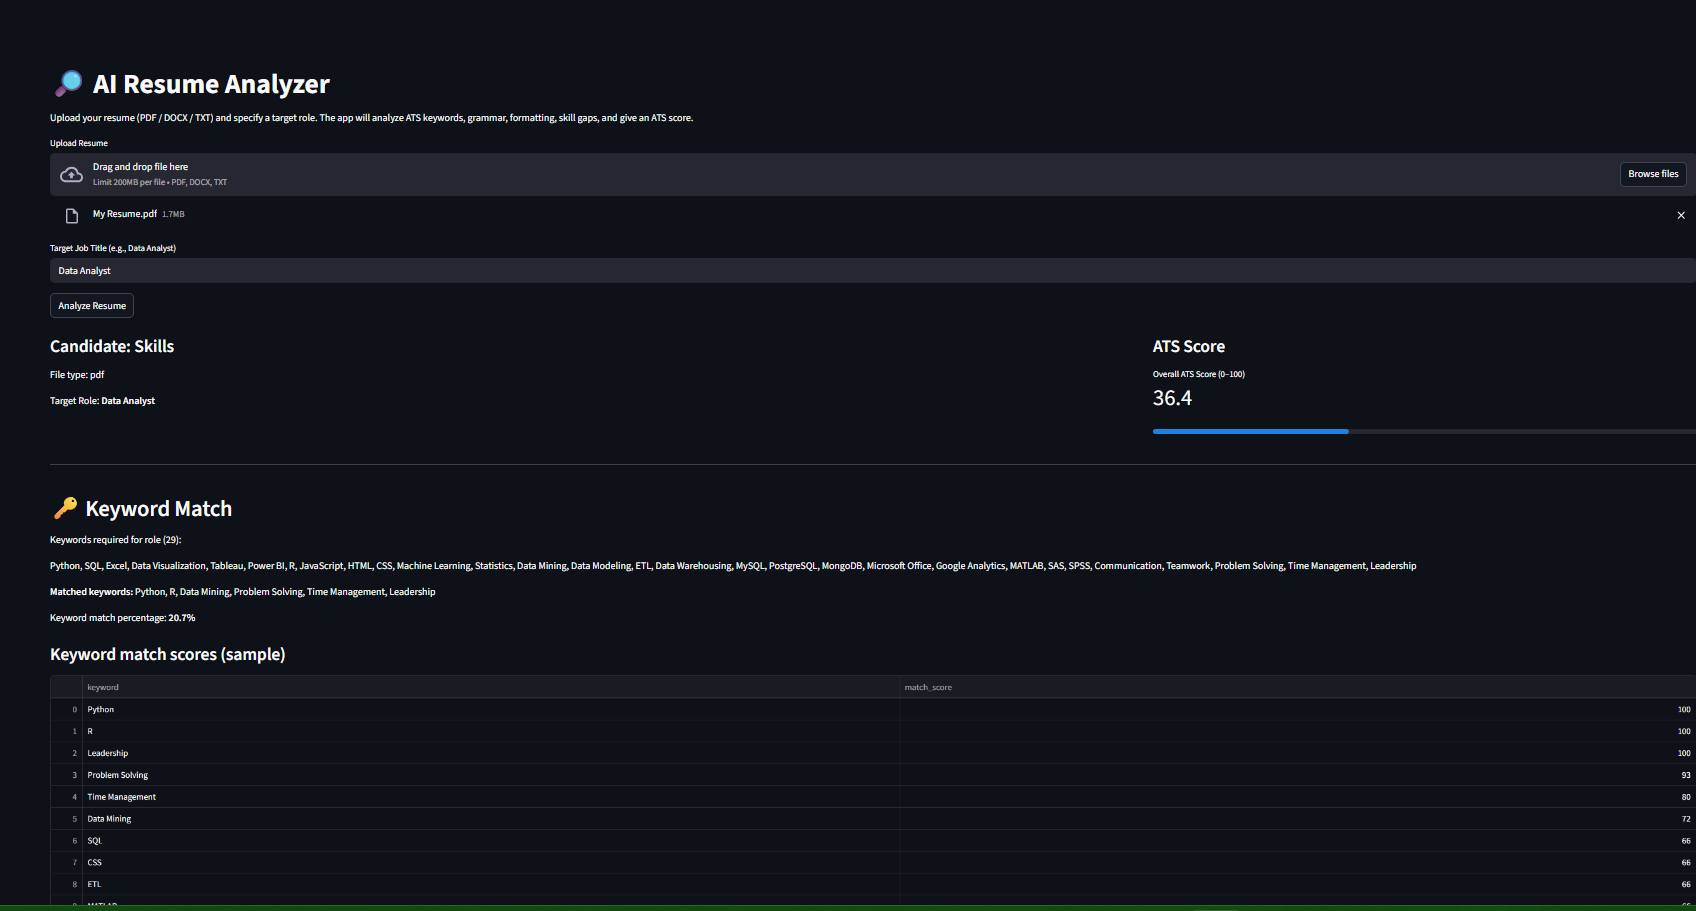 AI Resume Analyzer
Upload your resume (PDF / DOCX / TXT) and specify a target role. The app will analyze ATS keywords, grammar, formatting, skill gaps, and give an ATS score.
Upload Resume
Drag and drop file here
Limit 200MB per file • PDF, DOCX, TXT
Browse files
My Resume.pdf 1.7MB
Target Job Title (e.g., Data Analyst)
Data Analyst
Analyze Resume
Candidate: Skills
File type: pdf
Target Role: Data Analyst
ATS Score
Overall ATS Score (0–100)
36.4
Keyword Match
Keywords required for role (29):
Python, SQL, Excel, Data Visualization, Tableau, Power BI, R, JavaScript, HTML, CSS, Machine Learning, Statistics, Data Mining, Data Modeling, ETL, Data Warehousing, MySQL, PostgreSQL, MongoDB, Microsoft Office, Google Analytics, MATLAB, SAS, SPSS, Communication, Teamwork, Problem Solving, Time Management, Leadership
Matched keywords: Python, R, Data Mining, Problem Solving, Time Management, Leadership
Keyword match percentage: 20.7%
Keyword match scores (sample)
keyword match_score
0 Python 100
1 R 100
2 Leadership 100
3 Problem Solving 93
4 Time Management 80
5 Data Mining 72
6 SQL 66
7 CSS 66
8 ETL 66
9 MATLAB 66